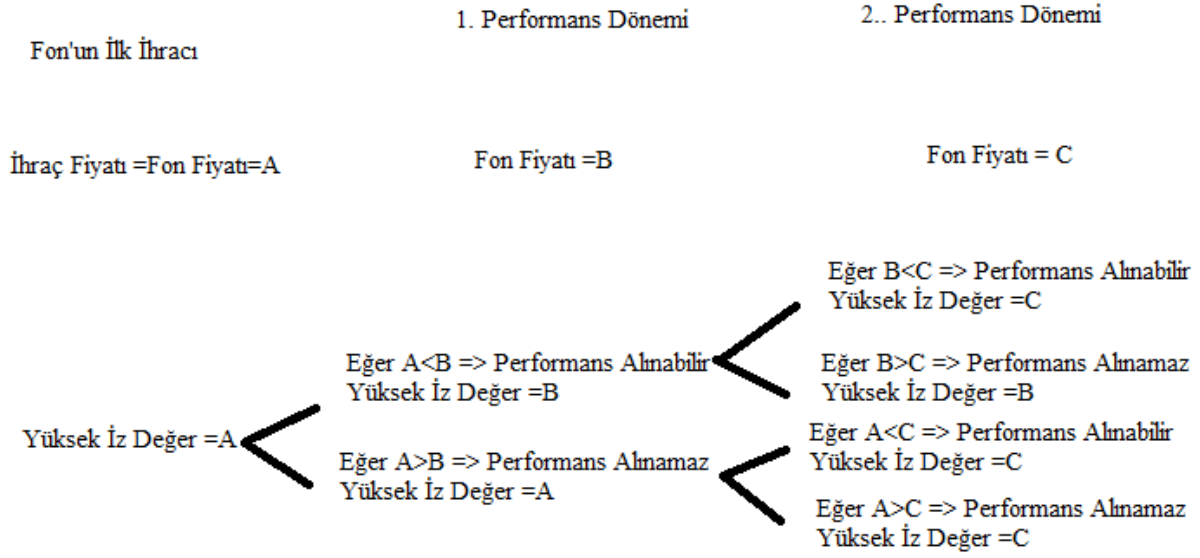 Fon'un İlk İhracı
1. Performans Dönemi
2.. Performans Dönemi
İhraç Fiyatı =Fon Fiyatı=A
Fon Fiyatı =B
Fon Fiyatı = C
Yüksek İz Değer =A
Eğer A<B => Performans Alınabilir
Yüksek İz Değer =B
Eğer A>B => Performans Alınamaz
Yüksek İz Değer =A
Eğer B<C => Performans Alınabilir
Yüksek İz Değer =C
Eğer B>C => Performans Alınamaz
Yüksek İz Değer =B
Eğer A<C => Performans Alınabilir
Yüksek İz Değer =C
Eğer A>C => Performans Alınamaz
Yüksek İz Değer =C